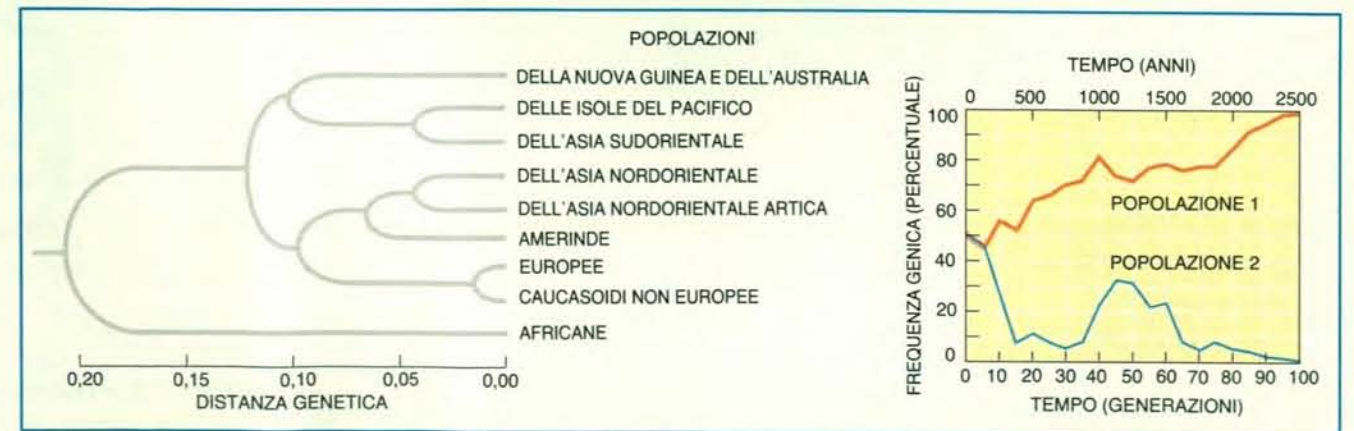 POPOLAZIONI
DELLA NUOVA GUINEA E DELL'AUSTRALIA
DELLE ISOLE DEL PACIFICO
DELL'ASIA SUDORIENTALE
DELL'ASIA NORDORIENTALE
DELL'ASIA NORDORIENTALE ARTICA
AMERINDE
EUROPEE
CAUCASOIDI NON EUROPEE
AFRICANE
0,20 0,15 0,10 0,05 0,00
DISTANZA GENETICA
TEMPO (ANNI)
0 500 1000 1500 2000 2500
FREQUENZA GENICA (PERCENTUALE)
100
80
60
40
20
0
POPOLAZIONE 1
POPOLAZIONE 2
0 10 20 30 40 50 60 70 80 90 100
TEMPO (GENERAZIONI)